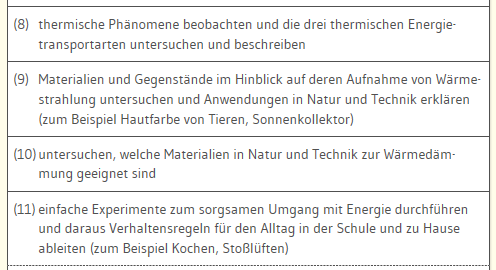 (8) thermische Phänomene beobachten und die drei thermischen Energie-
transportarten untersuchen und beschreiben
(9) Materialien und Gegenstände im Hinblick auf deren Aufnahme von Wärme-
strahlung untersuchen und Anwendungen in Natur und Technik erklären
(zum Beispiel Hautfarbe von Tieren, Sonnenkollektor)
(10) untersuchen, welche Materialien in Natur und Technik zur Wärmedäm-
mung geeignet sind
(11) einfache Experimente zum sorgsamen Umgang mit Energie durchführen
und daraus Verhaltensregeln für den Alltag in der Schule und zu Hause
ableiten (zum Beispiel Kochen, Stoßlüften)